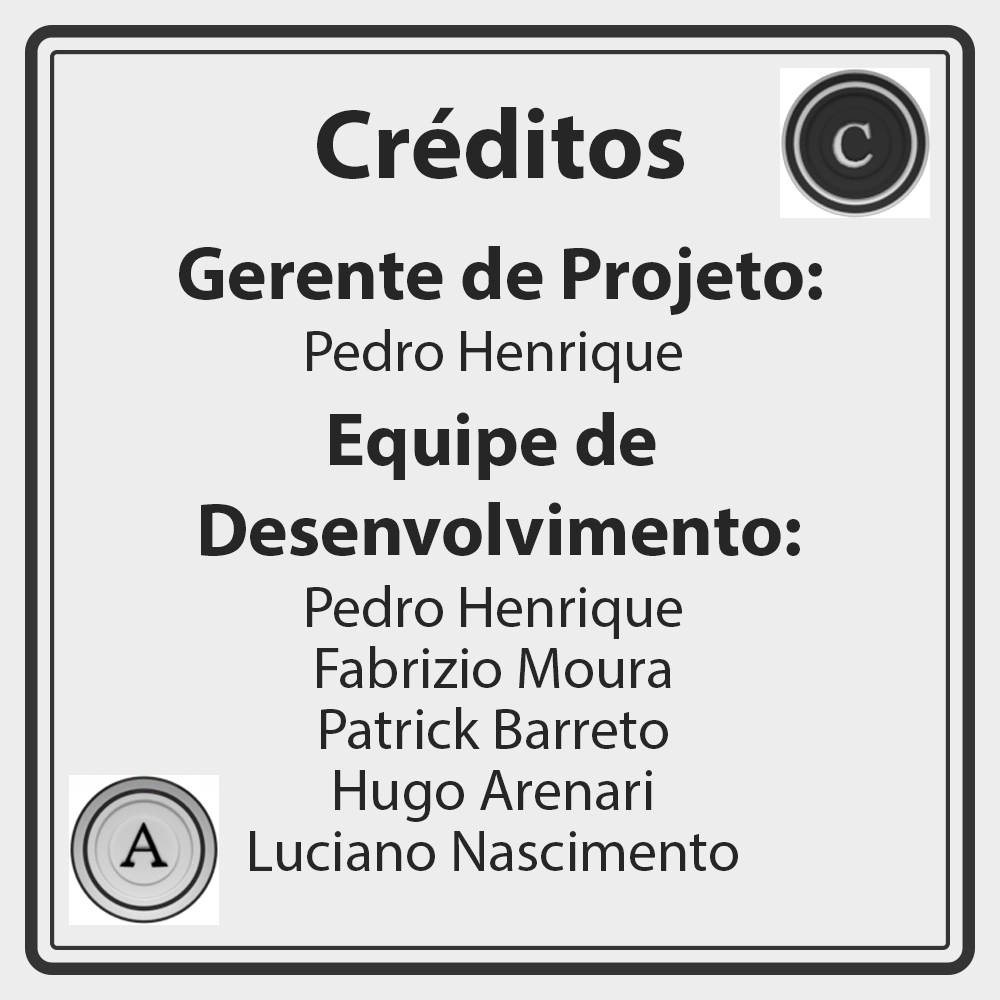 Créditos
C
Gerente de Projeto:
Pedro Henrique
Equipe de
Desenvolvimento:
Pedro Henrique
Fabrizio Moura
Patrick Barreto
Hugo Arenari
Luciano Nascimento
A